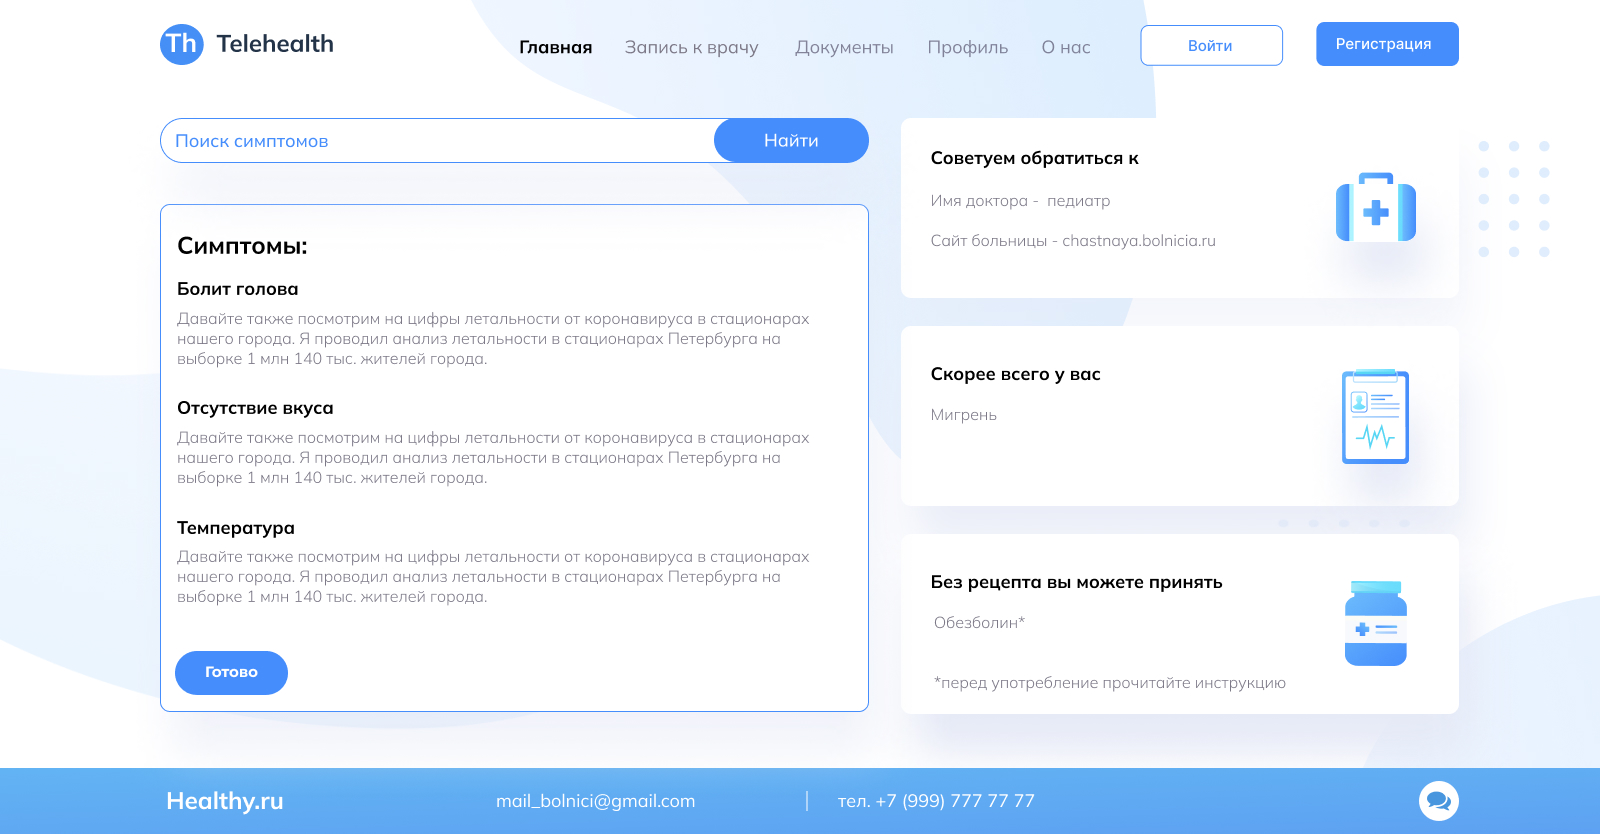 Th Telehealth
Главная Запись к врачу Документы Профиль О нас Войти Регистрация
Поиск симптомов Найти
Симптомы:
Болит голова
Давайте также посмотрим на цифры летальности от коронавируса в стационарах
нашего города. Я проводил анализ летальности в стационарах Петербурга на
выборке 1 млн 140 тыс. жителей города.
Отсутствие вкуса
Давайте также посмотрим на цифры летальности от коронавируса в стационарах
нашего города. Я проводил анализ летальности в стационарах Петербурга на
выборке 1 млн 140 тыс. жителей города.
Температура
Давайте также посмотрим на цифры летальности от коронавируса в стационарах
нашего города. Я проводил анализ летальности в стационарах Петербурга на
выборке 1 млн 140 тыс. жителей города.
Готово
Советуем обратиться к
Имя доктора - педиатр
Сайт больницы - chastnaya.bolnicia.ru
Скорее всего у вас
Мигрень
Без рецепта вы можете принять
Обезболин*
*перед употребление прочитайте инструкцию
Healthy.ru mail_bolnici@gmail.com | тел. +7 (999) 777 77 77